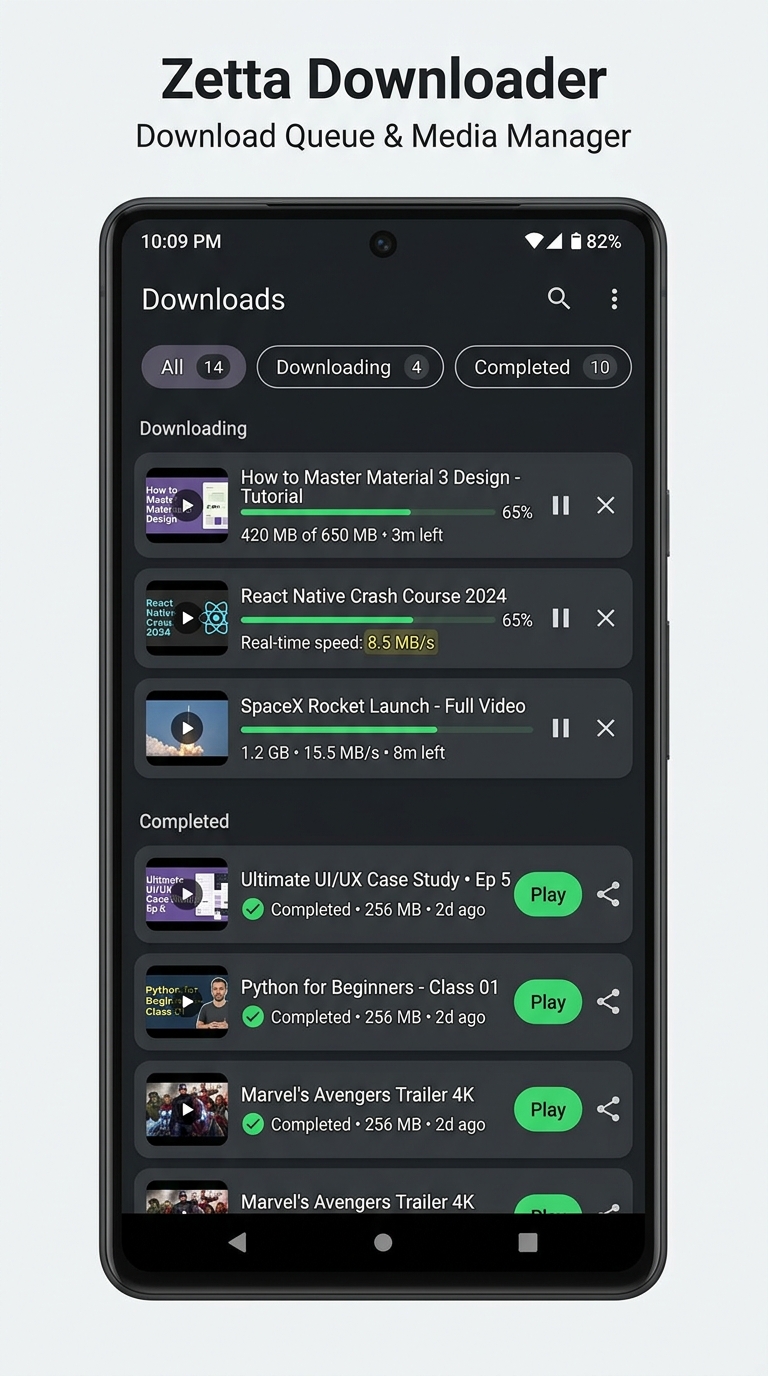 Zetta Downloader
Download Queue & Media Manager
10:09 PM 82%
Downloads
All 14 Downloading 4 Completed 10
Downloading
How to Master Material 3 Design -
Tutorial
65%
420 MB of 650 MB • 3m left
How to
Design
React Native Crash Course 2024
65%
Real-time speed: 8.5 MB/s
React
SpaceX Rocket Launch - Full Video
1.2 GB • 15.5 MB/s • 8m left
Completed
Ultimate UI/UX Case Study • Ep 5
Completed • 256 MB • 2d ago
Play
Python for Beginners - Class 01
Completed • 256 MB • 2d ago
Play
Marvel's Avengers Trailer 4K
Completed • 256 MB • 2d ago
Play
Marvel's Avengers Trailer 4K